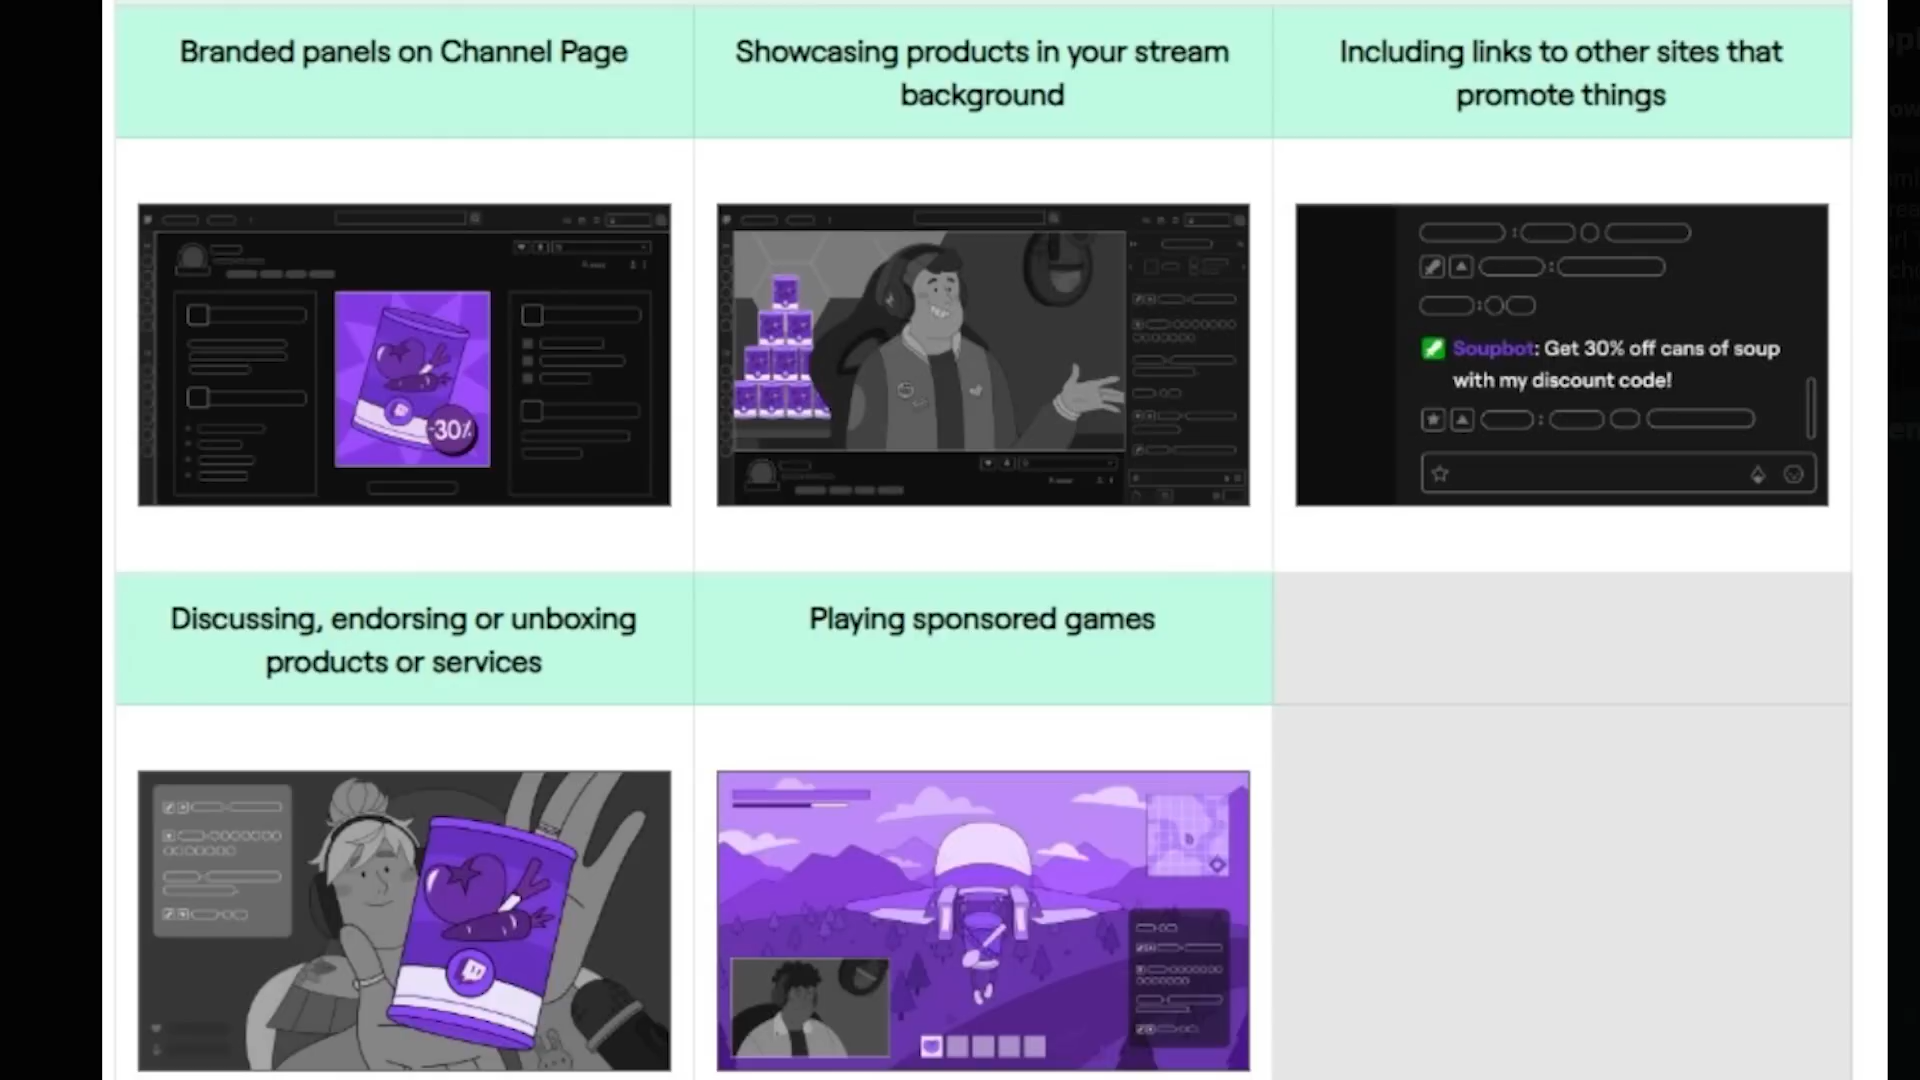 Branded panels on Channel Page
Showcasing products in your stream
background
Including links to other sites that
promote things
-30%
Soupbot: Get 30% off cans of soup
with my discount code!
Discussing, endorsing or unboxing
products or services
Playing sponsored games